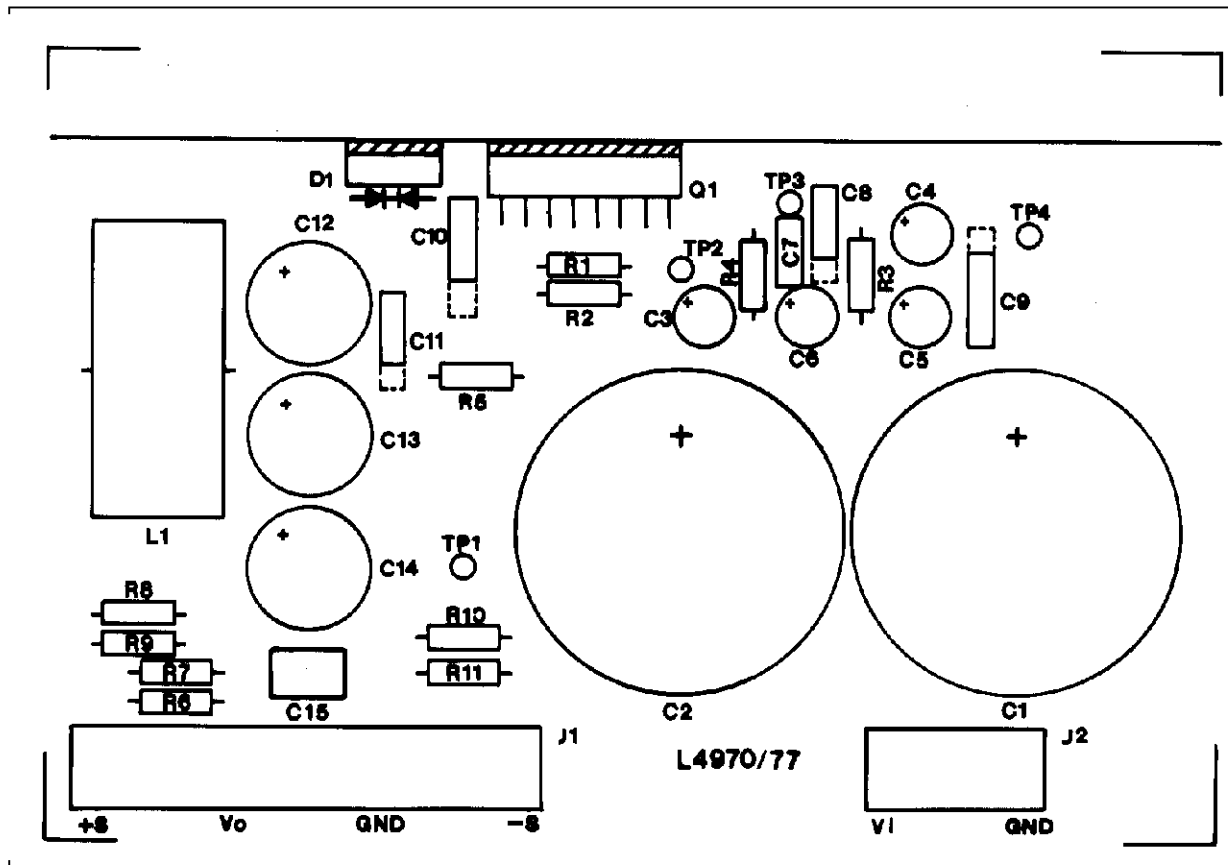 D1
Q1
TP3
C8
C4
C12
C10
TP4
TP2
R1
R4
C7
R3
R2
C3
C11
C6
C5
C9
R5
C13
L1
TP1
C14
R8
R10
R9
R7
R11
R6
C15
C2
C1
J1
J2
L4970/77
+S Vo GND -S
Vi GND